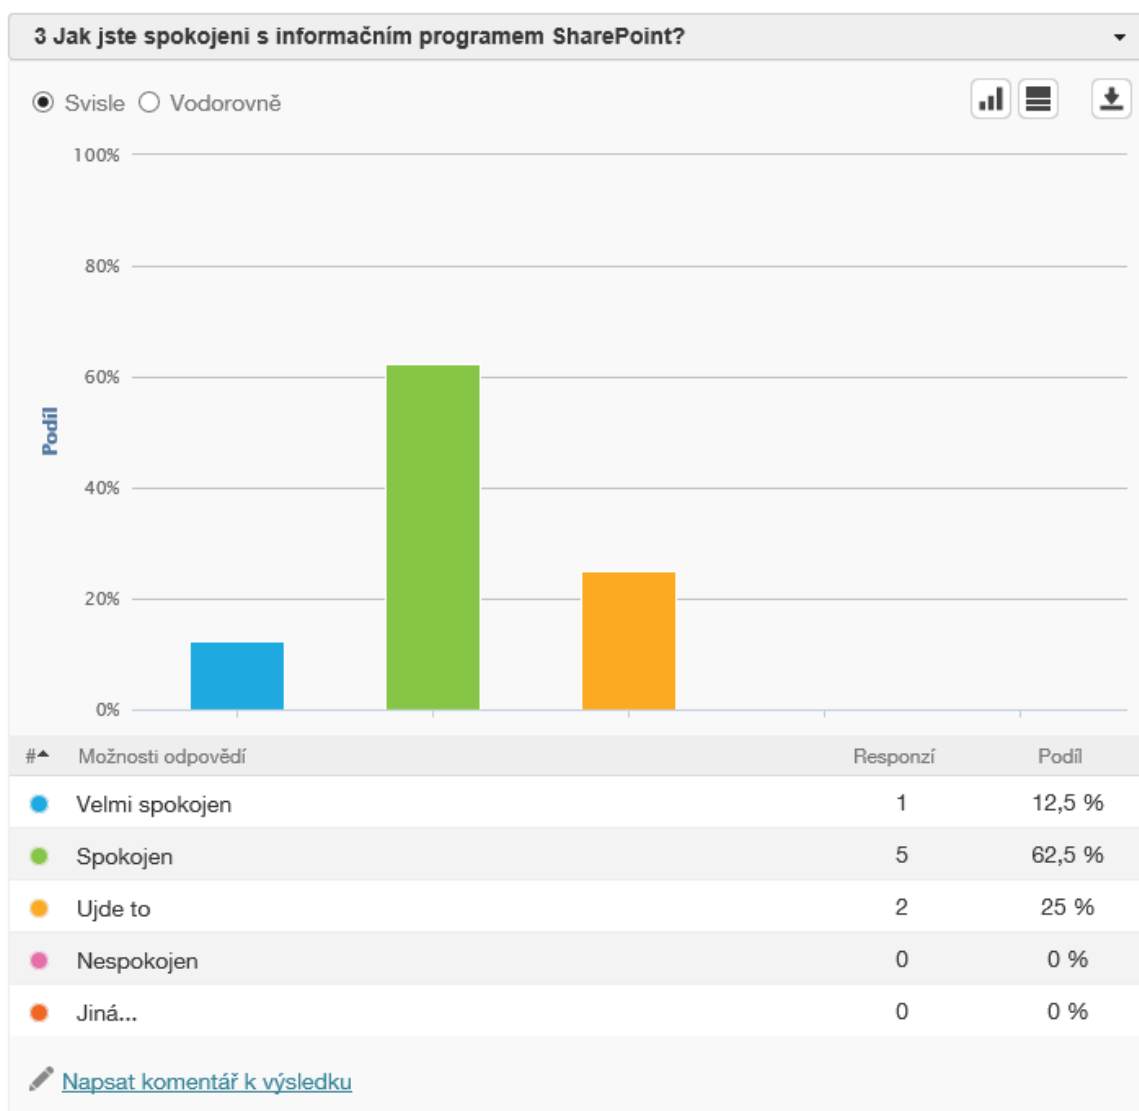 3 Jak jste spokojeni s informačním programem SharePoint?
Svisle Vodorovně
100%
80%
60%
40%
20%
0%
Podíl
# Možnosti odpovědí Responzí Podíl
Velmi spokojen 1 12,5 %
Spokojen 5 62,5 %
Ujde to 2 25 %
Nespokojen 0 0 %
Jiná... 0 0 %
Napsat komentář k výsledku